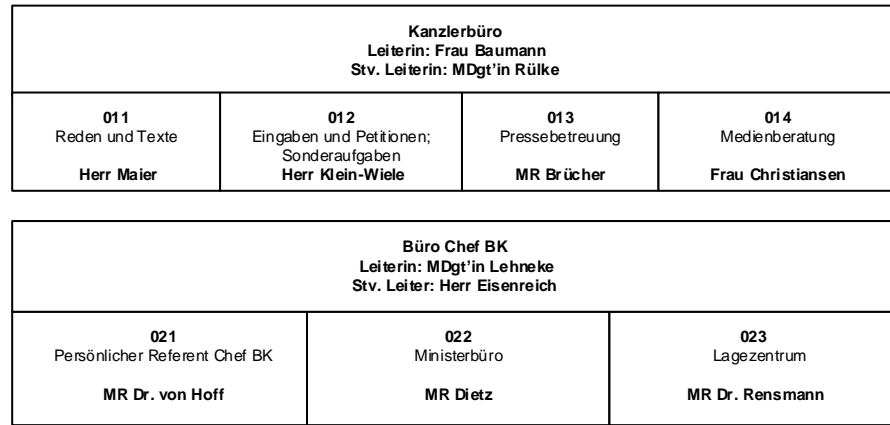 Kanzlerbüro
Leiterin: Frau Baumann
Stv. Leiterin: MDgt’in Rülke
011
Reden und Texte
Herr Maier
012
Eingaben und Petitionen;
Sonderaufgaben
Herr Klein-Wiele
013
Pressebetreuung
MR Brücher
014
Medienberatung
Frau Christiansen
Büro Chef BK
Leiterin: MDgt’in Lehneke
Stv. Leiter: Herr Eisenreich
021
Persönlicher Referent Chef BK
MR Dr. von Hoff
022
Ministerbüro
MR Dietz
023
Lagezentrum
MR Dr. Rensmann